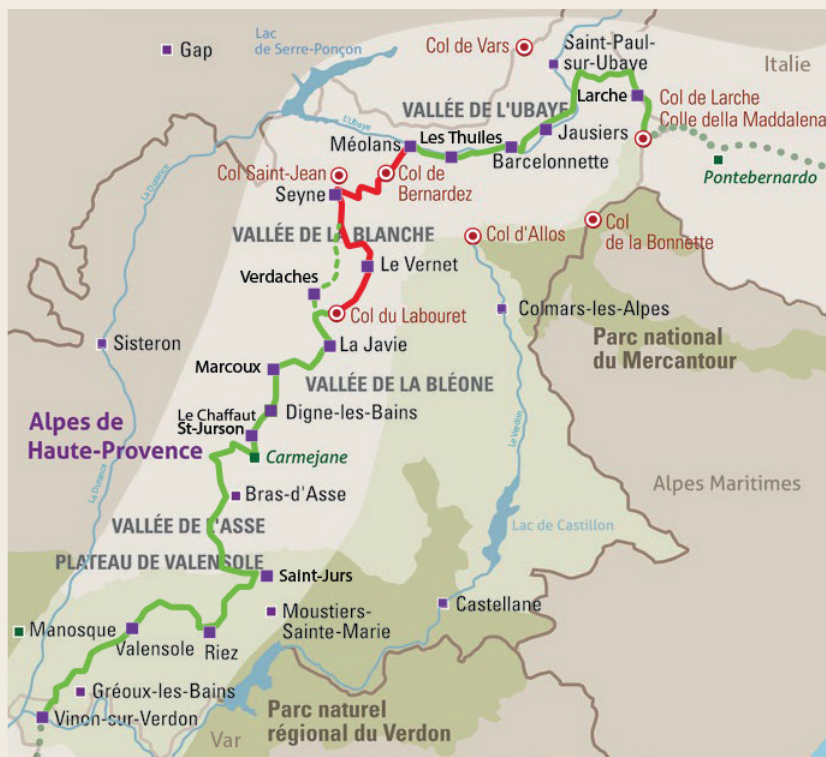 Gap
Lac
de Serre-Ponçon
Col de Vars
Saint-Paul-
sur-Ubaye
Italie
Larche
Col de Larche
Colle della Maddalena
VALLÉE DE L'UBAYE
L'Ubaye
Méolans
Les Thuiles
Jausiers
Barcelonnette
Pontebernardo
La Durance
Col Saint-Jean
Col de
Bernardez
Seyne
VALLÉE DE LA BLANCHE
Col d'Allos
Col
de la Bonnette
Le Vernet
Verdaches
Col du Labouret
Colmars-les-Alpes
Sisteron
La Javie
Parc national
du Mercantour
Marcoux
VALLÉE DE LA BLÉONE
Alpes de
Haute-Provence
Le Chaffaut
St-Jurson
Digne-les-Bains
Le Verdon
Carmejane
Bras-d'Asse
La Durance
Alpes Maritimes
VALLÉE DE L'ASSE
Lac de Castillon
PLATEAU DE VALENSOLE
Saint-Jurs
Manosque
Valensole
Riez
Moustiers-
Sainte-Marie
Castellane
Gréoux-les-Bains
Vinon-sur-Verdon
Parc naturel
régional du Verdon
Var